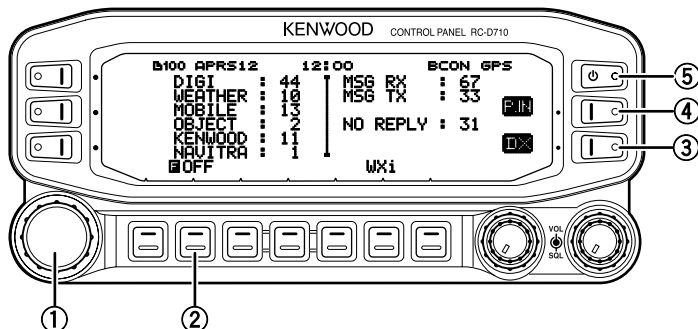 KENWOOD CONTROL PANEL RC-D710
100 APRS12 12:00 BCON GPS
DIGI : 44 MSG RX : 67
WEATHER : 10 MSG TX : 33
MOBILE : 13 P.IN
OBJECT : 2 NO REPLY : 31
KENWOOD : 11 DX
NAVITRA : 1
F OFF WXi
VOL
SQL
5
4
3
1 2